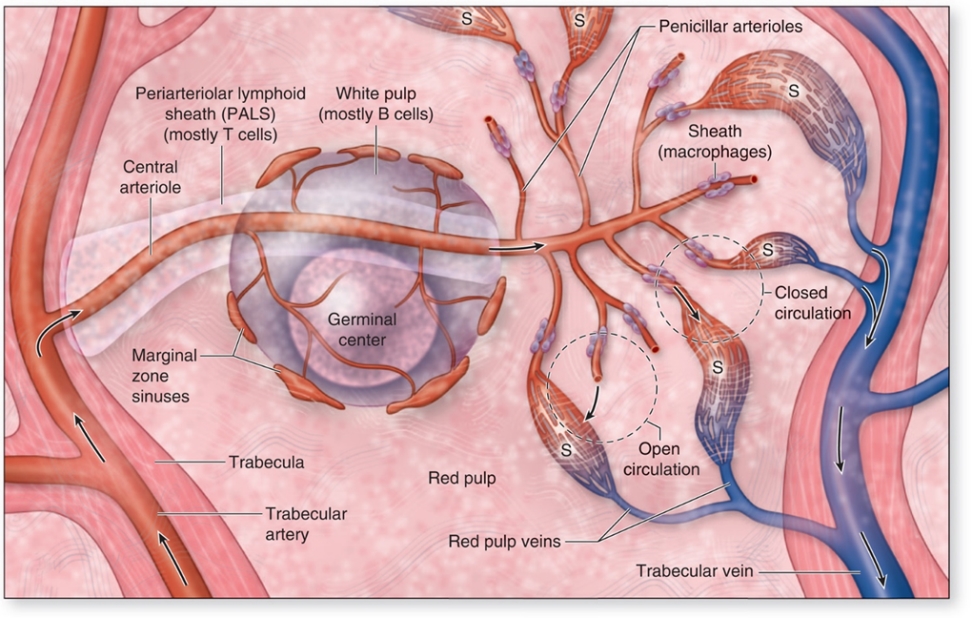 S
S
Penicillar arterioles
Periarteriolar lymphoid
sheath (PALS)
(mostly T cells)
White pulp
(mostly B cells)
S
Sheath
(macrophages)
Central
arteriole
S
Closed
circulation
Germinal
center
Marginal
zone
sinuses
S
S
Open
circulation
Trabecula
Red pulp
Trabecular
artery
Red pulp veins
Trabecular vein